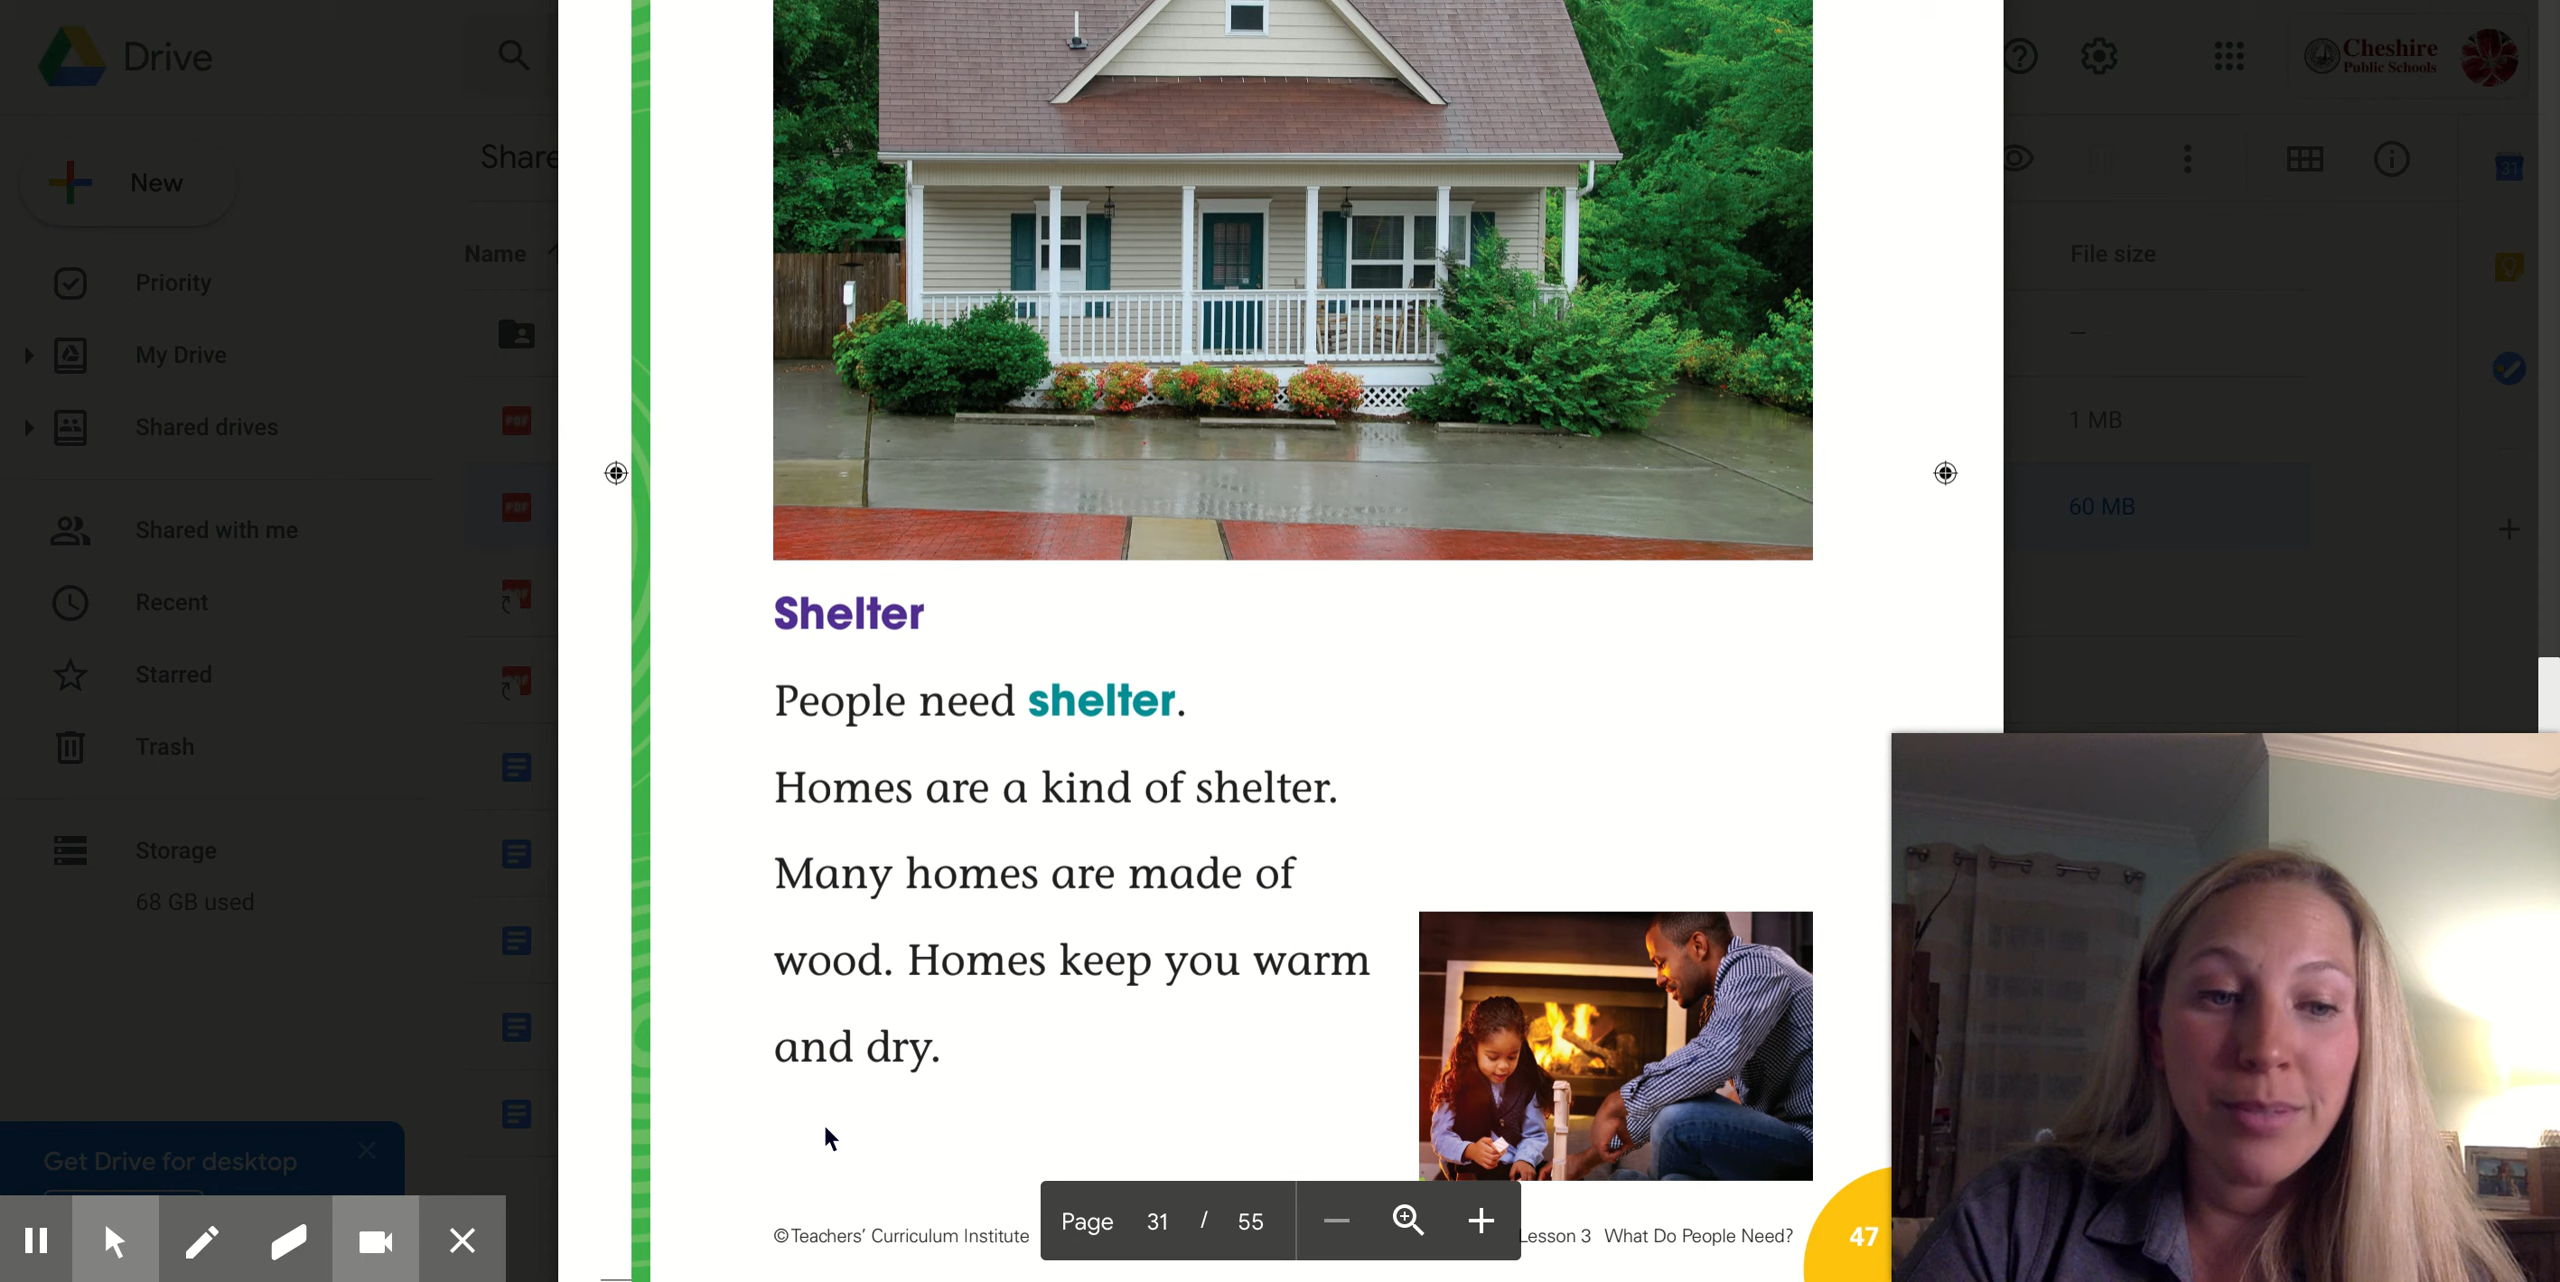 Drive
Cheshire
Public Schools
New
Share
31
Name
File size
Priority
My Drive
–
Shared drives
PDF
1 MB
PDF
60 MB
Shared with me
Recent
Starred
Trash
Storage
68 GB used
Get Drive for desktop
Shelter
People need shelter.
Homes are a kind of shelter.
Many homes are made of
wood. Homes keep you warm
and dry.
Page 31 / 55
©Teachers' Curriculum Institute
Lesson 3 What Do People Need?
47